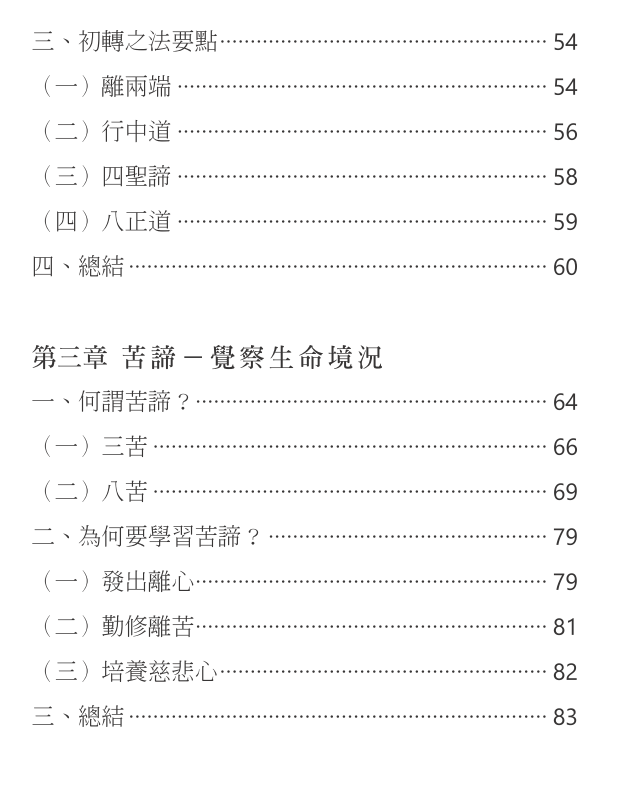 三、初轉之法要點⋯⋯⋯⋯⋯⋯⋯⋯⋯⋯⋯⋯⋯⋯ 54
（一）離兩端 ⋯⋯⋯⋯⋯⋯⋯⋯⋯⋯⋯⋯⋯⋯⋯⋯ 54
（二）行中道 ⋯⋯⋯⋯⋯⋯⋯⋯⋯⋯⋯⋯⋯⋯⋯⋯ 56
（三）四聖諦 ⋯⋯⋯⋯⋯⋯⋯⋯⋯⋯⋯⋯⋯⋯⋯⋯ 58
（四）八正道 ⋯⋯⋯⋯⋯⋯⋯⋯⋯⋯⋯⋯⋯⋯⋯⋯ 59
四、總結 ⋯⋯⋯⋯⋯⋯⋯⋯⋯⋯⋯⋯⋯⋯⋯⋯⋯⋯ 60
第三章 苦諦－覺察生命境況
一、何謂苦諦？⋯⋯⋯⋯⋯⋯⋯⋯⋯⋯⋯⋯⋯⋯⋯ 64
（一）三苦 ⋯⋯⋯⋯⋯⋯⋯⋯⋯⋯⋯⋯⋯⋯⋯⋯⋯ 66
（二）八苦 ⋯⋯⋯⋯⋯⋯⋯⋯⋯⋯⋯⋯⋯⋯⋯⋯⋯ 69
二、為何要學習苦諦？ ⋯⋯⋯⋯⋯⋯⋯⋯⋯⋯⋯⋯ 79
（一）發出離心⋯⋯⋯⋯⋯⋯⋯⋯⋯⋯⋯⋯⋯⋯⋯ 79
（二）勤修離苦⋯⋯⋯⋯⋯⋯⋯⋯⋯⋯⋯⋯⋯⋯⋯ 81
（三）培養慈悲心⋯⋯⋯⋯⋯⋯⋯⋯⋯⋯⋯⋯⋯⋯ 82
三、總結 ⋯⋯⋯⋯⋯⋯⋯⋯⋯⋯⋯⋯⋯⋯⋯⋯⋯⋯ 83